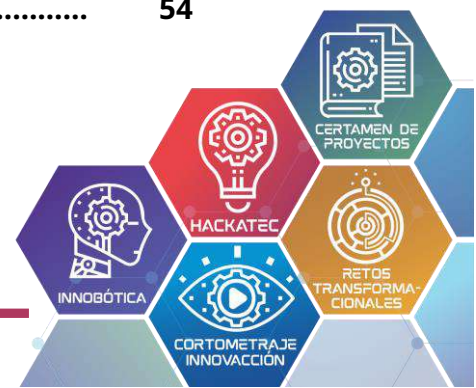 ........... 54
CERTAMEN DE
PROYECTOS
HACKATEC
RETOS
TRANSFORMA-
CIONALES
INNOBÓTICA
CORTOMETRAJE
INNOVACCIÓN